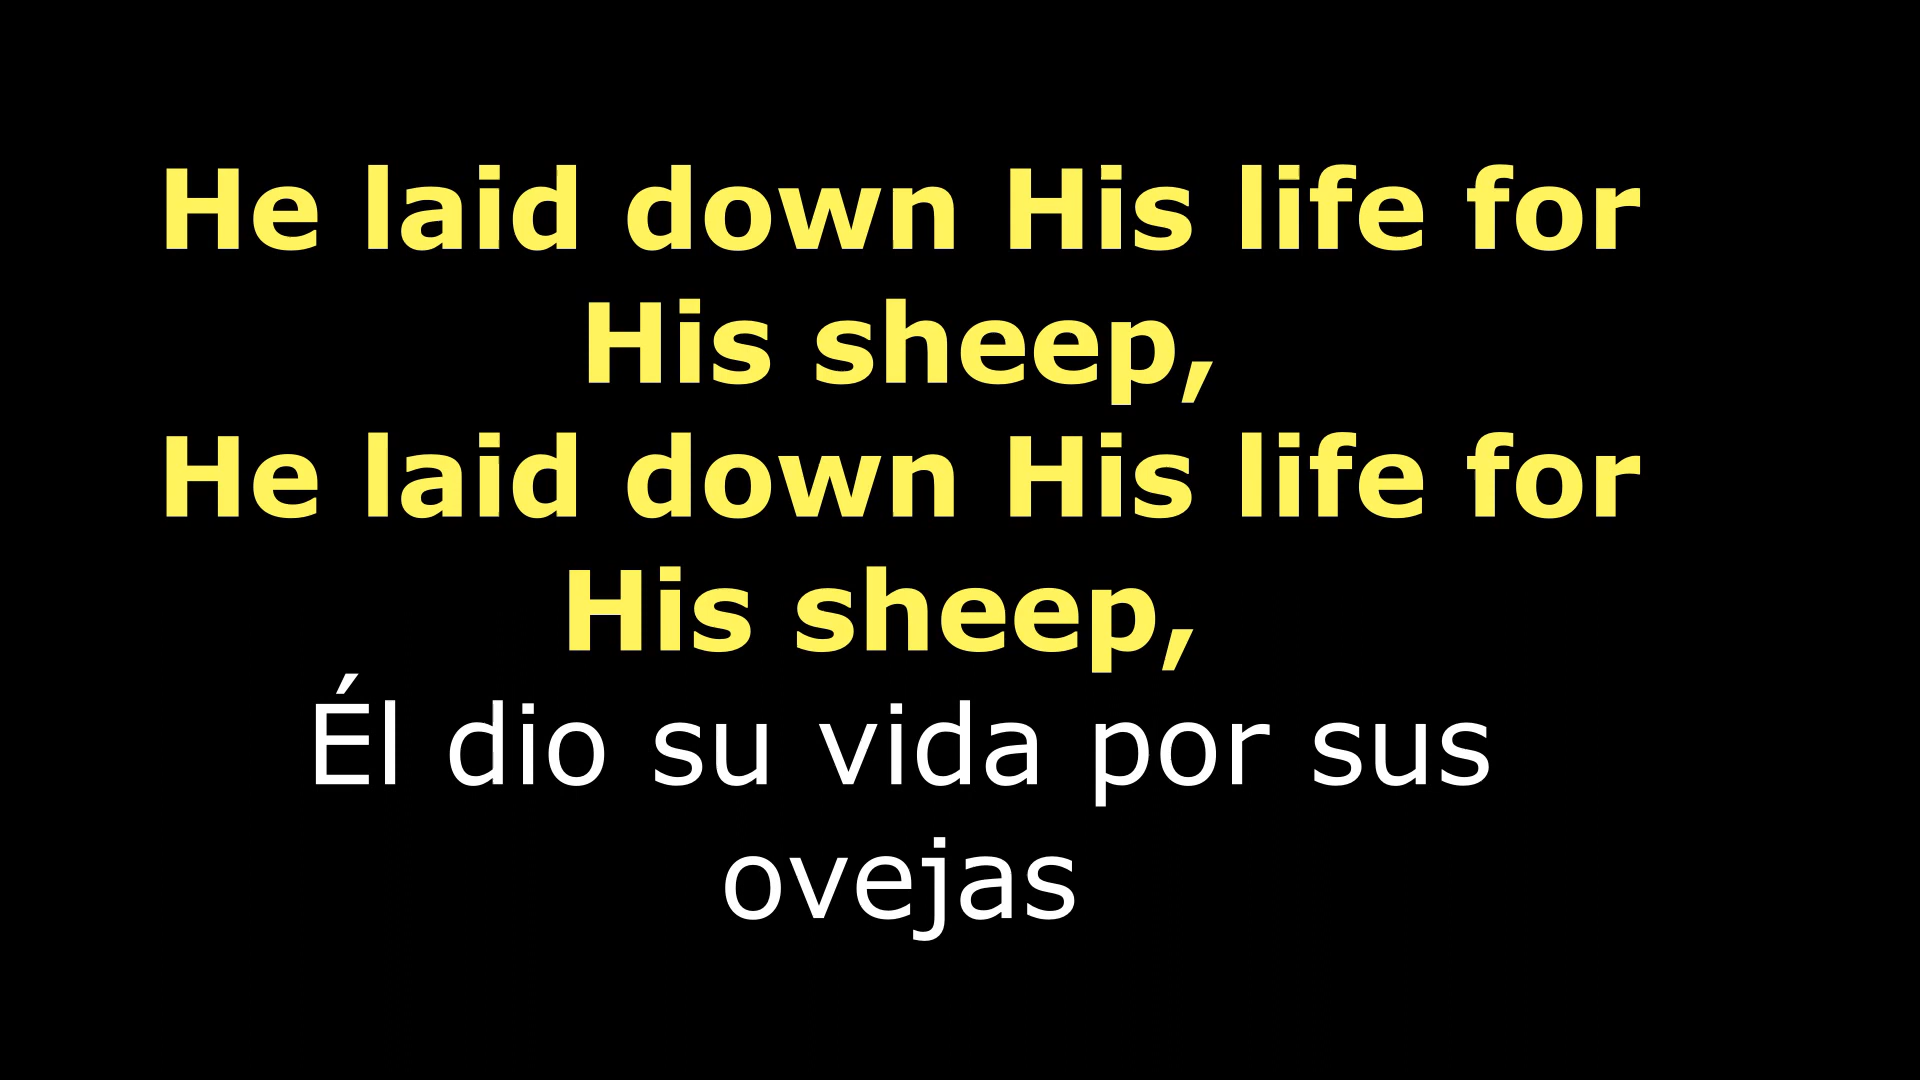 He laid down His life for
His sheep,
He laid down His life for
His sheep,
Él dio su vida por sus
ovejas